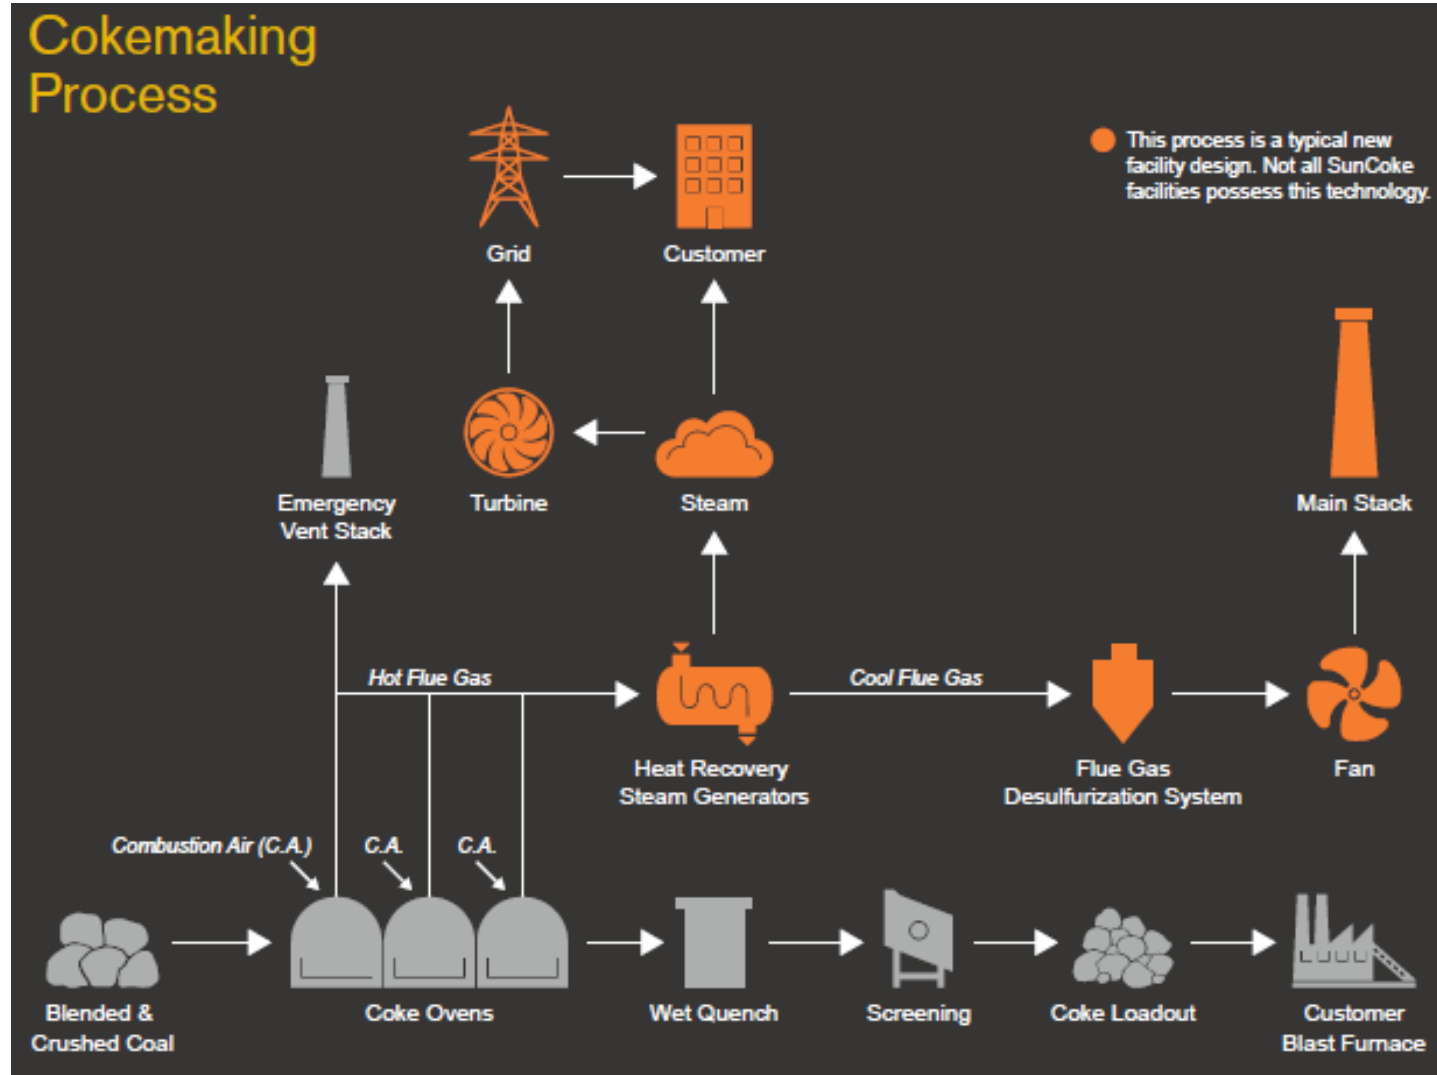 Cokemaking
Process
This process is a typical new
facility design. Not all SunCoke
facilities possess this technology.
Grid
Customer
Emergency
Vent Stack
Turbine
Steam
Main Stack
Hot Flue Gas
Cool Flue Gas
Heat Recovery
Steam Generators
Flue Gas
Desulfurization System
Fan
Combustion Air (C.A.)
C.A.
C.A.
Blended &
Crushed Coal
Coke Ovens
Wet Quench
Screening
Coke Loadout
Customer
Blast Furnace